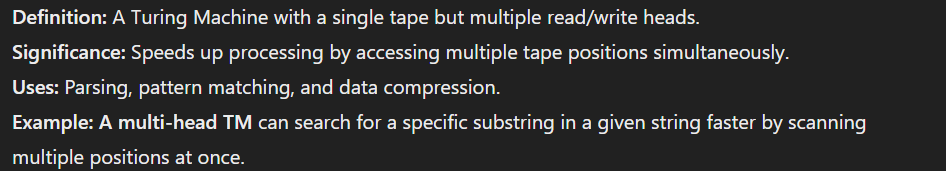 Definition: A Turing Machine with a single tape but multiple read/write heads.
Significance: Speeds up processing by accessing multiple tape positions simultaneously.
Uses: Parsing, pattern matching, and data compression.
Example: A multi-head TM can search for a specific substring in a given string faster by scanning
multiple positions at once.